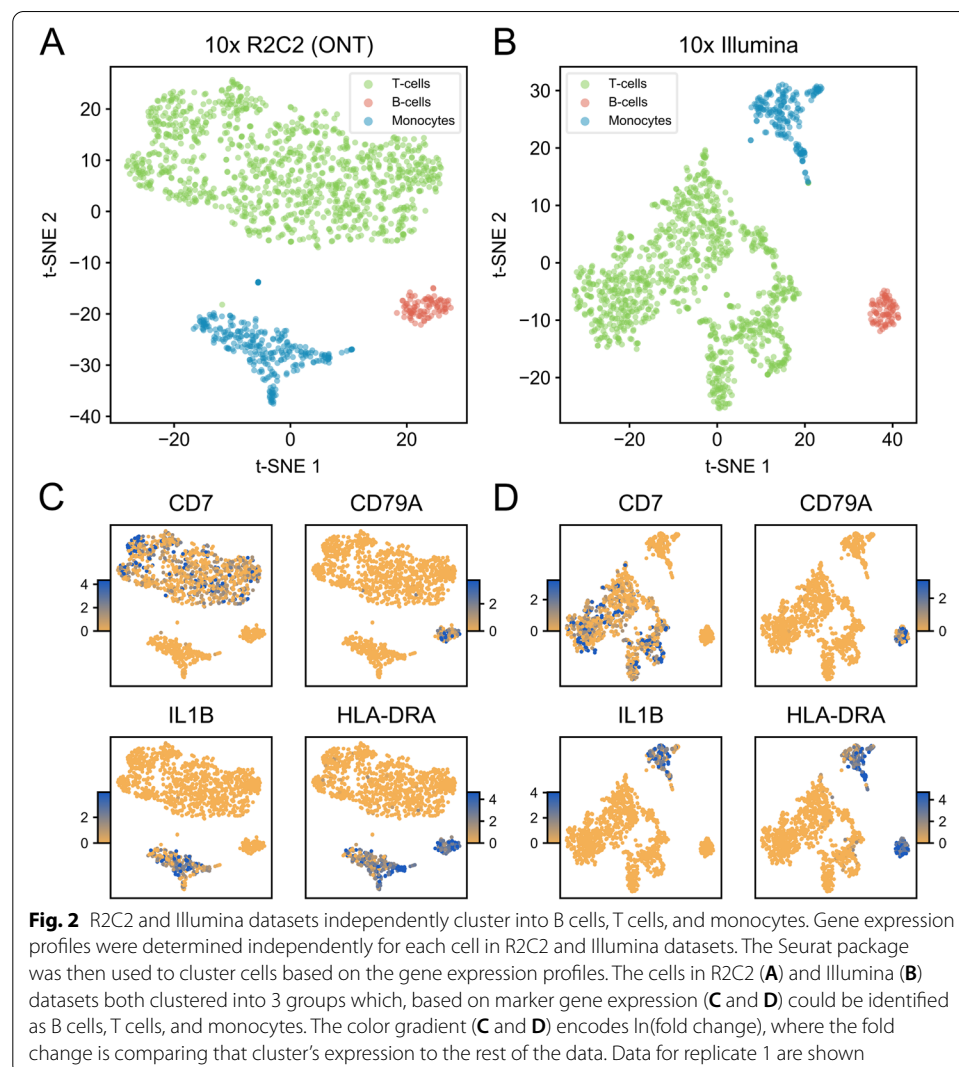 A
10x R2C2 (ONT)
T-cells
B-cells
Monocytes
t-SNE 2
20
10
0
−10
−20
−30
−40
−20
0
20
t-SNE 1
B
10x Illumina
T-cells
B-cells
Monocytes
t-SNE 2
30
20
10
0
−10
−20
−20
0
20
40
t-SNE 1
C
CD7
4
2
0
CD79A
2
0
IL1B
2
0
HLA-DRA
4
2
0
D
CD7
2
0
CD79A
2
0
IL1B
4
2
0
HLA-DRA
4
2
0
Fig. 2 R2C2 and Illumina datasets independently cluster into B cells, T cells, and monocytes. Gene expression
profiles were determined independently for each cell in R2C2 and Illumina datasets. The Seurat package
was then used to cluster cells based on the gene expression profiles. The cells in R2C2 (A) and Illumina (B)
datasets both clustered into 3 groups which, based on marker gene expression (C and D) could be identified
as B cells, T cells, and monocytes. The color gradient (C and D) encodes ln(fold change), where the fold
change is comparing that cluster's expression to the rest of the data. Data for replicate 1 are shown